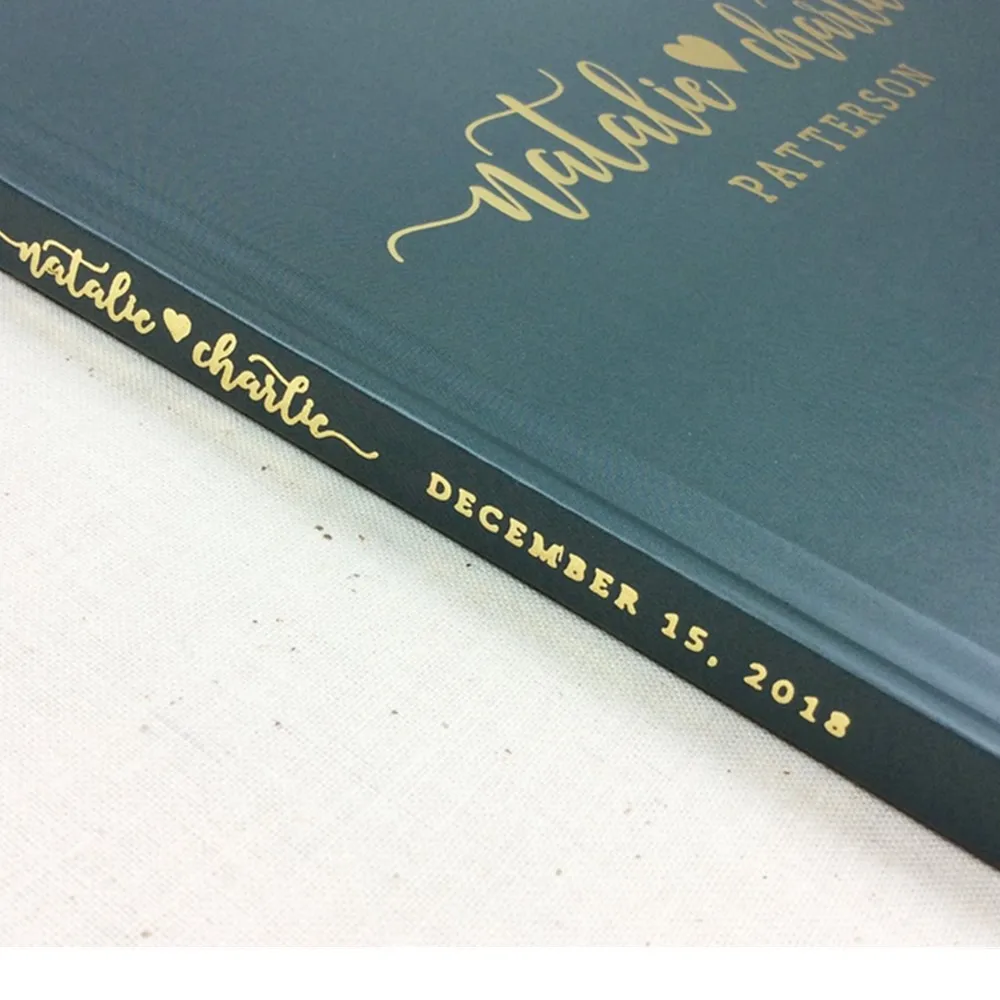 natalie ♥ charlie
PATTERSON
natalie ♥ charlie DECEMBER 15, 2018